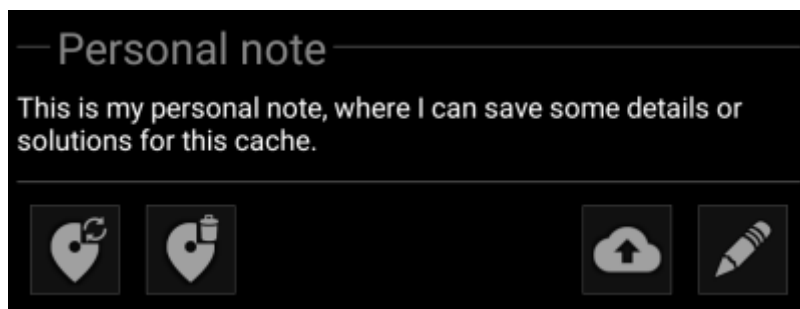 Personal note
This is my personal note, where I can save some details or
solutions for this cache.